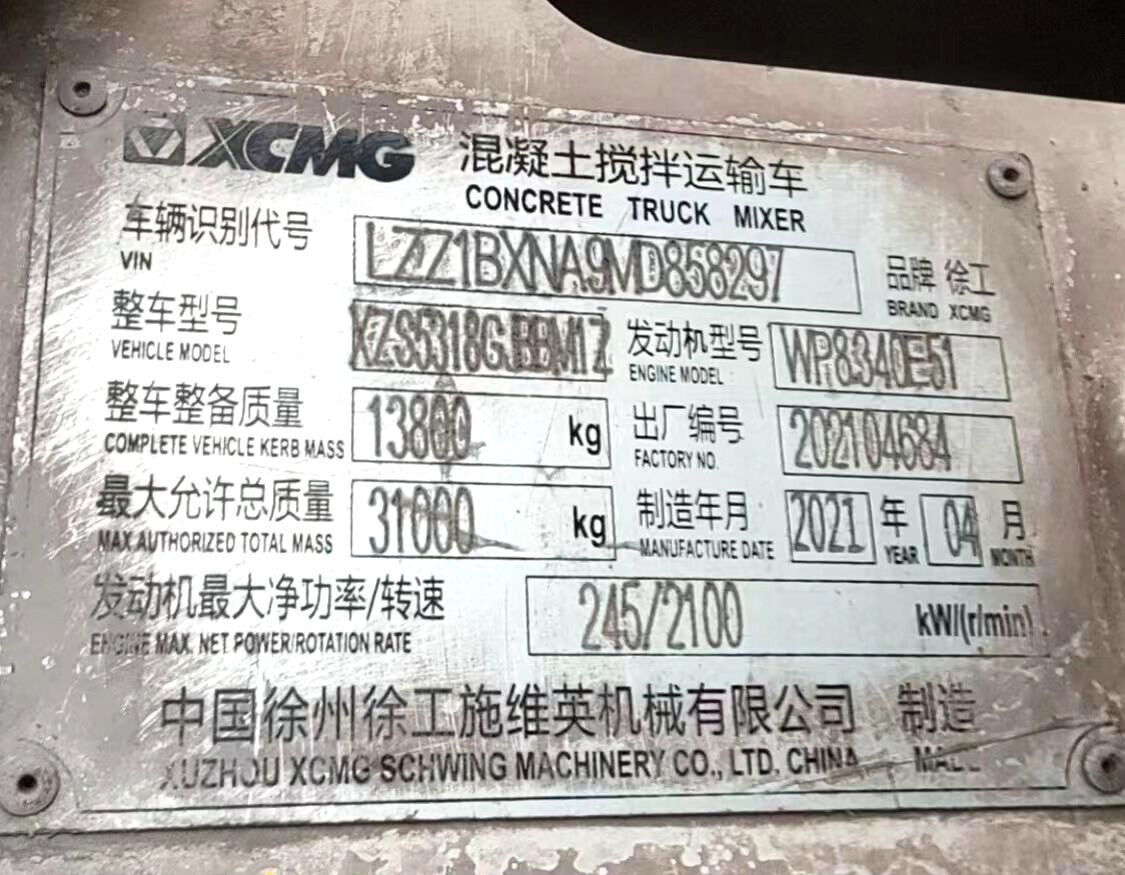 XCMG 混凝土搅拌运输车
CONCRETE TRUCK MIXER
车辆识别代号 LZZ1BXNA9MD858297
VIN
品牌 徐工
BRAND XCMG
整车型号 XZS5318GJBBM1Z
VEHICLE MODEL
发动机型号 WP8.340E51
ENGINE MODEL
整车整备质量 13800 kg
COMPLETE VEHICLE KERB MASS
出厂编号 202104684
FACTORY NO.
最大允许总质量 31000 kg
MAX AUTHORIZED TOTAL MASS
制造年月 2021 年 04 月
MANUFACTURE DATE YEAR MONTH
发动机最大净功率/转速 245/2100 kW/(r/min)
ENGINE MAX. NET POWER/ROTATION RATE
中国徐州徐工施维英机械有限公司 制造
XUZHOU XCMG SCHWING MACHINERY CO., LTD. CHINA